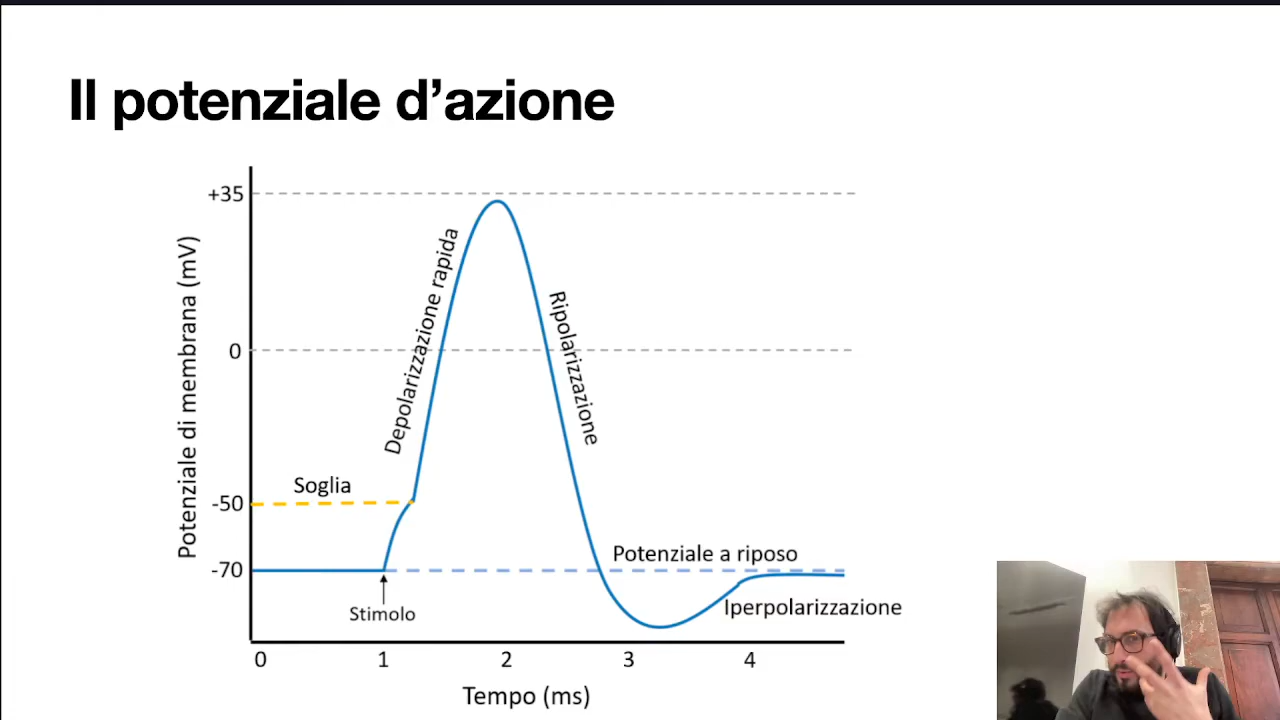 Il potenziale d’azione
+35
0
-50
-70
Potenziale di membrana (mV)
Depolarizzazione rapida
Ripolarizzazione
Soglia
Potenziale a riposo
Stimolo
Iperpolarizzazione
0 1 2 3 4
Tempo (ms)